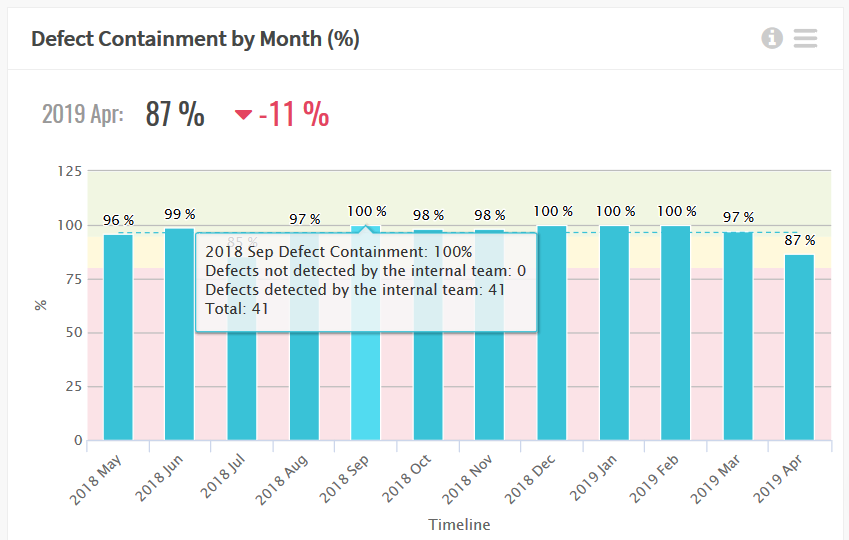 Defect Containment by Month (%)
2019 Apr: 87 % -11 %
125
100
75
50
25
0
%
96 %
99 %
85 %
97 %
100 %
98 %
98 %
100 %
100 %
100 %
97 %
87 %
2018 Sep Defect Containment: 100%
Defects not detected by the internal team: 0
Defects detected by the internal team: 41
Total: 41
2018 May
2018 Jun
2018 Jul
2018 Aug
2018 Sep
2018 Oct
2018 Nov
2018 Dec
2019 Jan
2019 Feb
2019 Mar
2019 Apr
Timeline